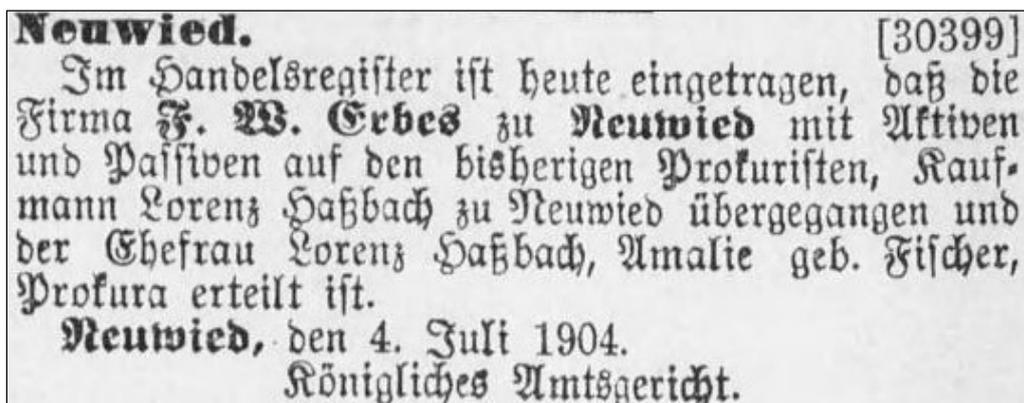 Neuwied. [30399]
Im Handelsregister ist heute eingetragen, daß die
Firma F. W. Erbes zu Neuwied mit Aktiven
und Passiven auf den bisherigen Prokuristen, Kauf-
mann Lorenz Haßbach zu Neuwied übergegangen und
der Ehefrau Lorenz Haßbach, Amalie geb. Fischer,
Prokura erteilt ist.
Neuwied, den 4. Juli 1904.
Königliches Amtsgericht.